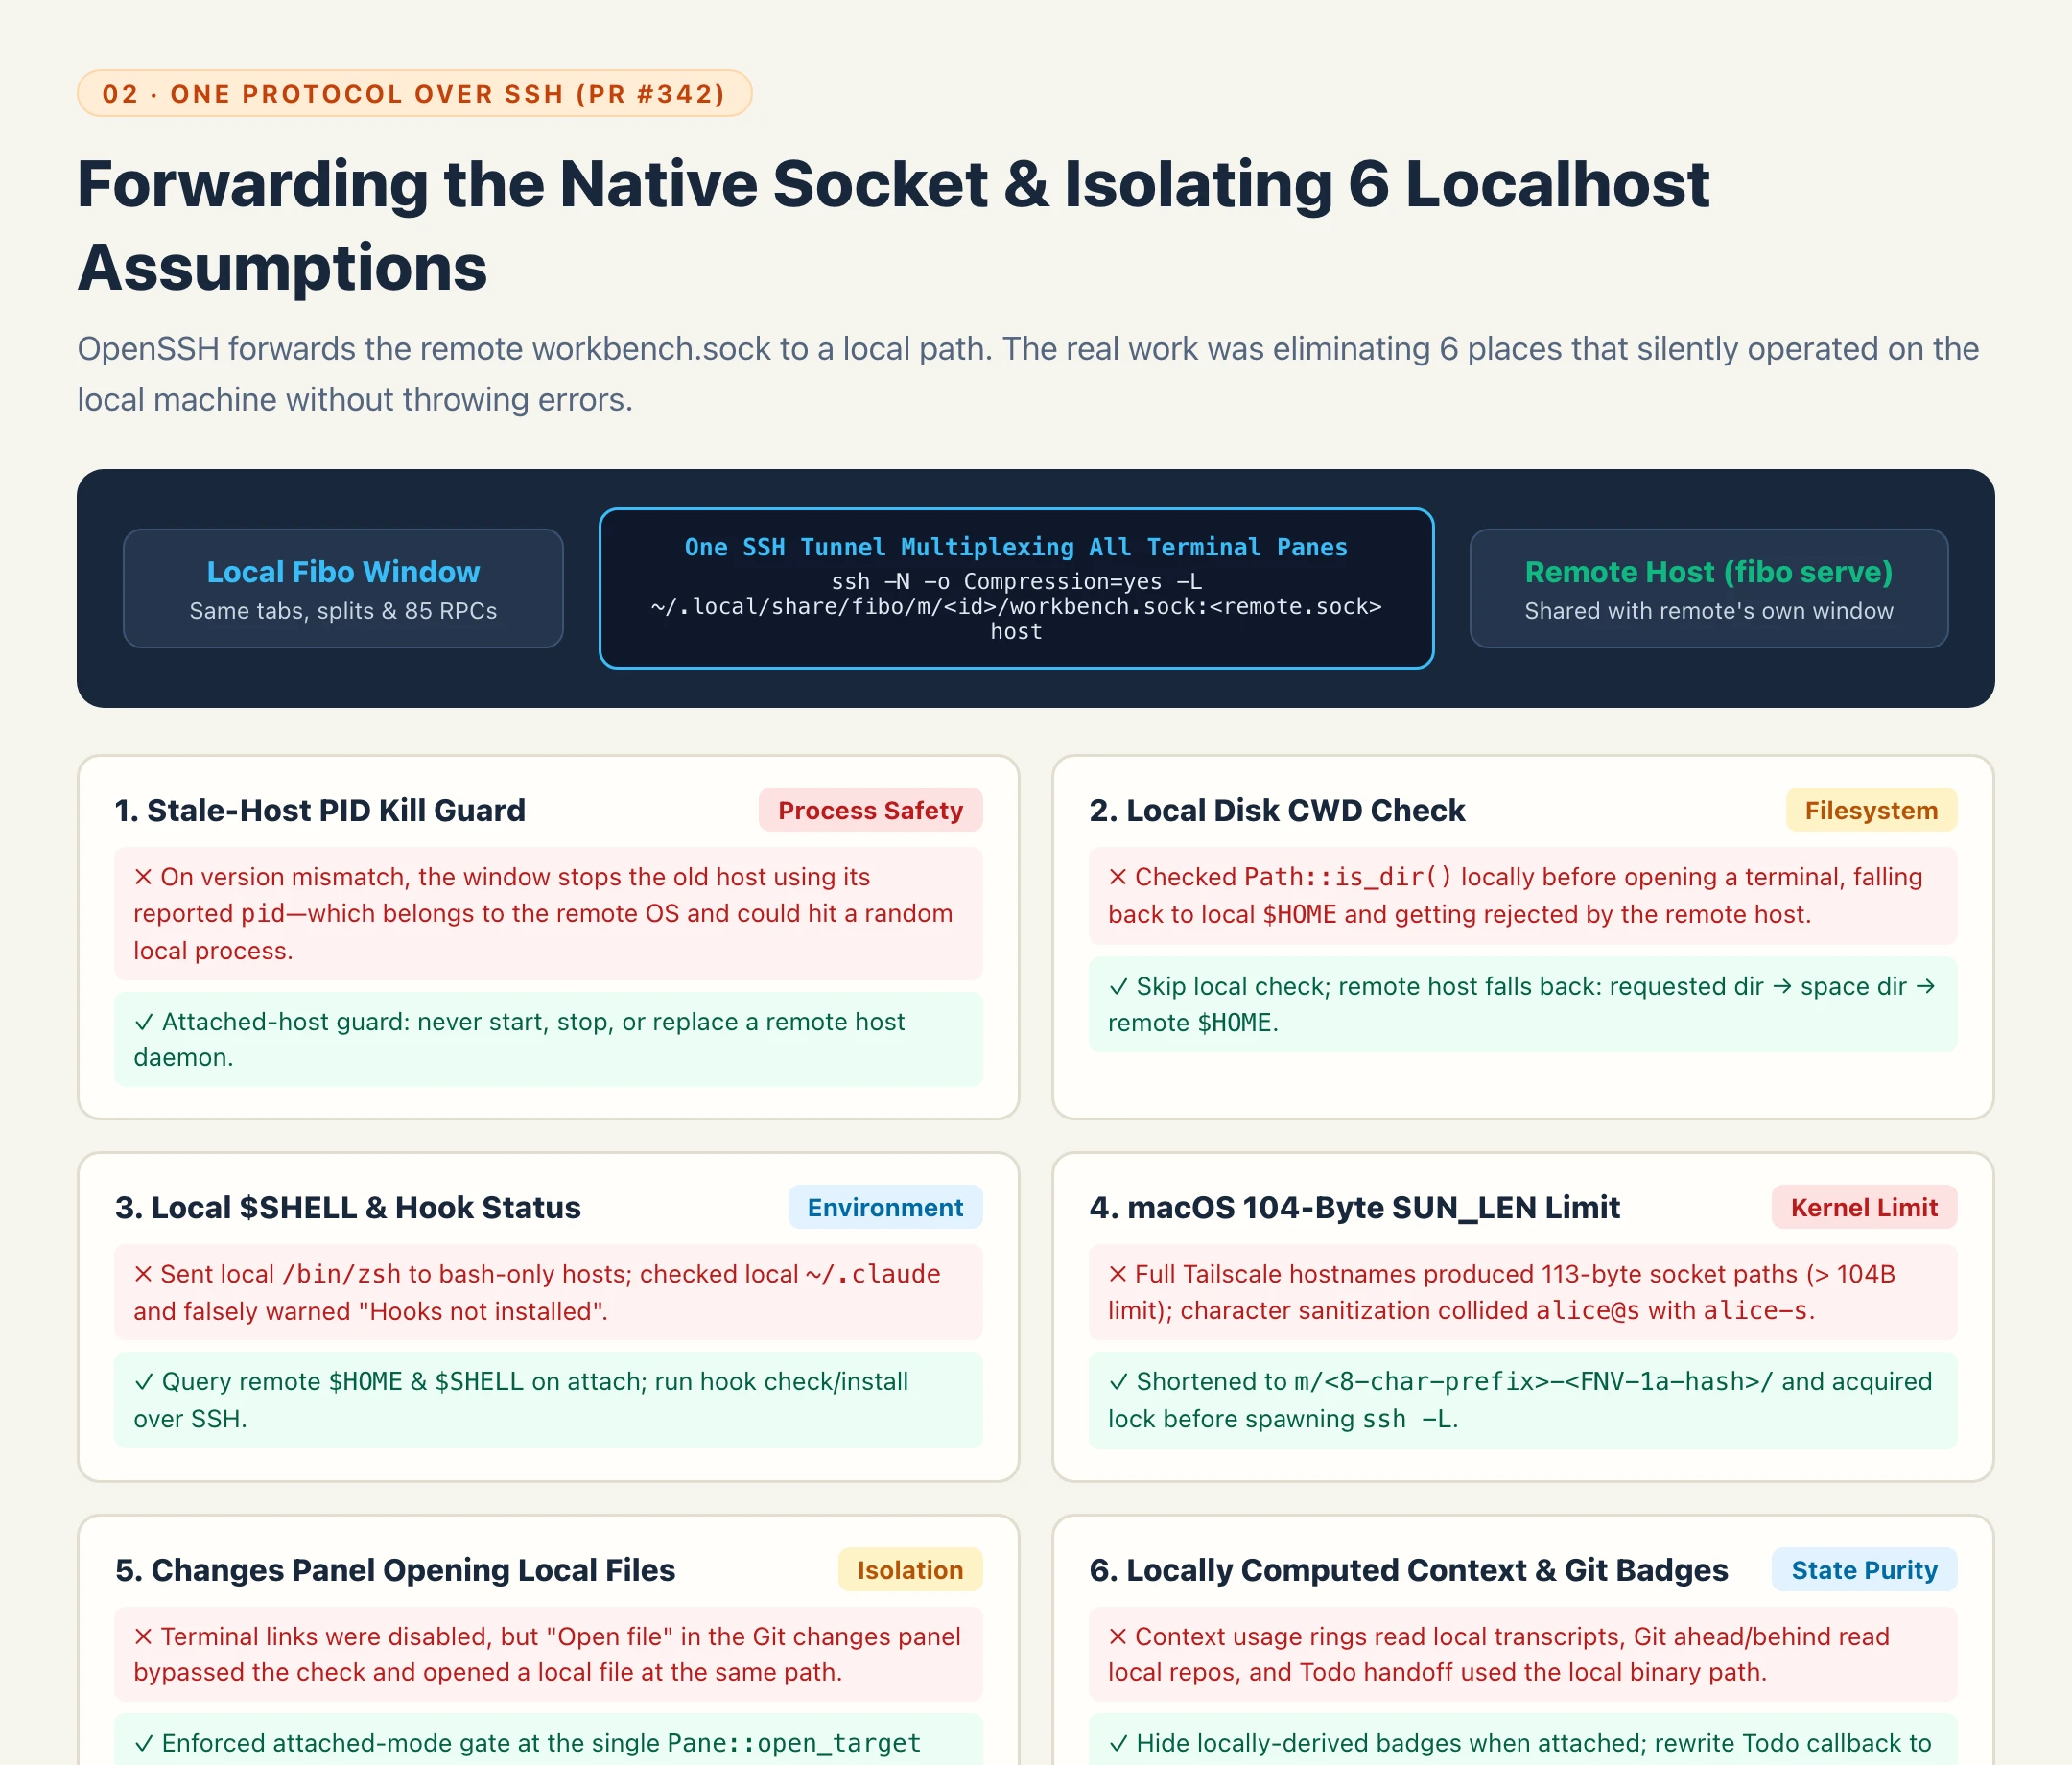 02 · ONE PROTOCOL OVER SSH (PR #342)
Forwarding the Native Socket & Isolating 6 Localhost
Assumptions
OpenSSH forwards the remote workbench.sock to a local path. The real work was eliminating 6 places that silently operated on the
local machine without throwing errors.
Local Fibo Window
Same tabs, splits & 85 RPCs
One SSH Tunnel Multiplexing All Terminal Panes
ssh -N -o Compression=yes -L
~/.local/share/fibo/m/<id>/workbench.sock:<remote.sock>
host
Remote Host (fibo serve)
Shared with remote's own window
1. Stale-Host PID Kill Guard
Process Safety
✕ On version mismatch, the window stops the old host using its
reported pid—which belongs to the remote OS and could hit a random
local process.
✓ Attached-host guard: never start, stop, or replace a remote host
daemon.
2. Local Disk CWD Check
Filesystem
✕ Checked Path::is_dir() locally before opening a terminal, falling
back to local $HOME and getting rejected by the remote host.
✓ Skip local check; remote host falls back: requested dir → space dir →
remote $HOME.
3. Local $SHELL & Hook Status
Environment
✕ Sent local /bin/zsh to bash-only hosts; checked local ~/.claude
and falsely warned "Hooks not installed".
✓ Query remote $HOME & $SHELL on attach; run hook check/install
over SSH.
4. macOS 104-Byte SUN_LEN Limit
Kernel Limit
✕ Full Tailscale hostnames produced 113-byte socket paths (> 104B
limit); character sanitization collided alice@s with alice-s.
✓ Shortened to m/<8-char-prefix>-<FNV-1a-hash>/ and acquired
lock before spawning ssh -L.
5. Changes Panel Opening Local Files
Isolation
✕ Terminal links were disabled, but "Open file" in the Git changes panel
bypassed the check and opened a local file at the same path.
✓ Enforced attached-mode gate at the single Pane::open_target
6. Locally Computed Context & Git Badges
State Purity
✕ Context usage rings read local transcripts, Git ahead/behind read
local repos, and Todo handoff used the local binary path.
✓ Hide locally-derived badges when attached; rewrite Todo callback to